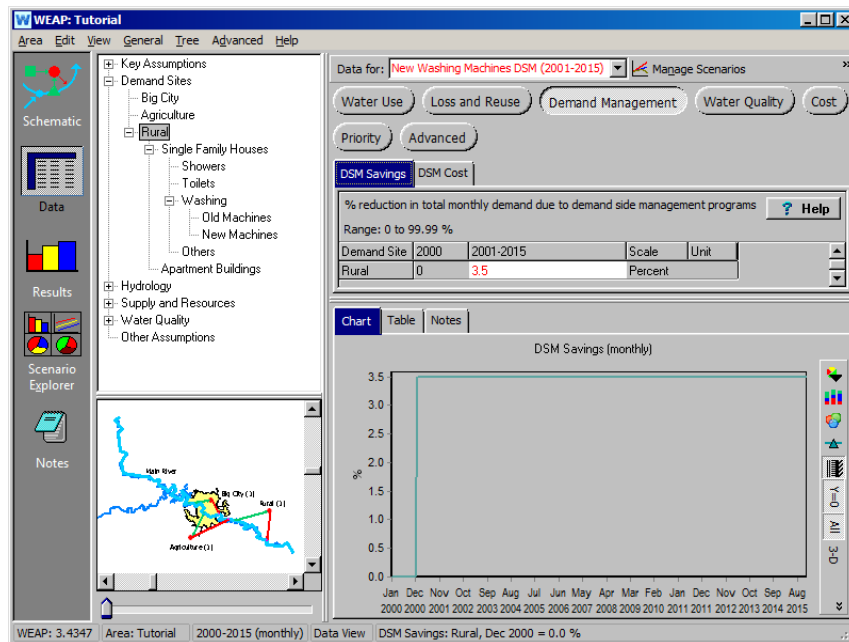 WEAP: Tutorial
Area Edit View General Tree Advanced Help
Schematic
Data
Results
Scenario
Explorer
Notes
Key Assumptions
Demand Sites
Big City
Agriculture
Rural
Single Family Houses
Showers
Toilets
Washing
Old Machines
New Machines
Others
Apartment Buildings
Hydrology
Supply and Resources
Water Quality
Other Assumptions
Main River
Big City (1)
Rural (1)
Agriculture (1)
Data for: New Washing Machines DSM (2001-2015) Manage Scenarios »
Water Use Loss and Reuse Demand Management Water Quality Cost
Priority Advanced
DSM Savings DSM Cost
% reduction in total monthly demand due to demand side management programs ? Help
Range: 0 to 99.99 %
Demand Site 2000 2001-2015 Scale Unit
Rural 0 3.5 Percent
Chart Table Notes
DSM Savings (monthly)
%
3.5
3.0
2.5
2.0
1.5
1.0
0.5
0.0
Jan Dec Nov Oct Sep Aug Jul Jun May Apr Mar Feb Jan Dec Nov Oct Sep Aug
2000 2000 2001 2002 2003 2004 2005 2006 2007 2008 2009 2010 2011 2011 2012 2013 2014 2015
Y=0
All
3-D
»
WEAP: 3.4347 Area: Tutorial 2000-2015 (monthly) Data View DSM Savings: Rural, Dec 2000 = 0.0 %